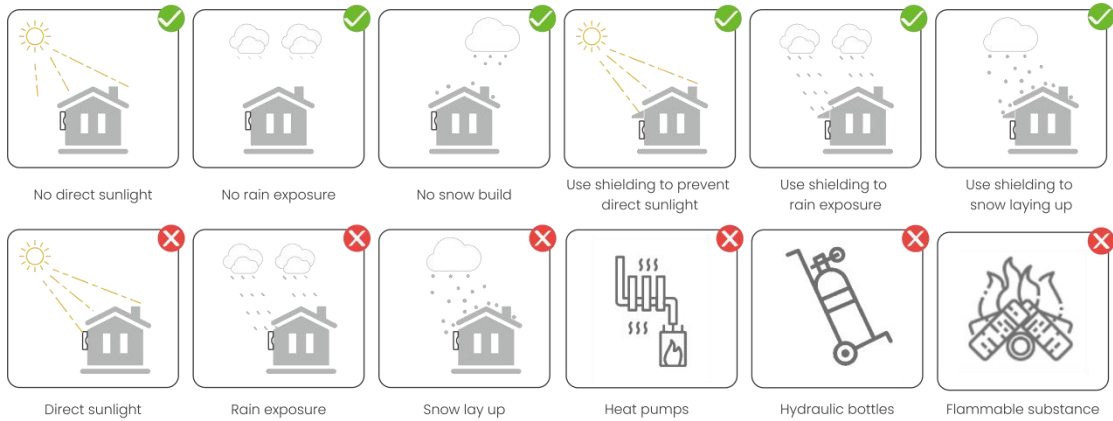 No direct sunlight
No rain exposure
No snow build
Use shielding to prevent
direct sunlight
Use shielding to
rain exposure
Use shielding to
snow laying up
Direct sunlight
Rain exposure
Snow lay up
Heat pumps
Hydraulic bottles
Flammable substance